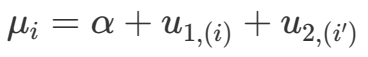 μ_i = α + u_{1,(i)} + u_{2,(i′)}